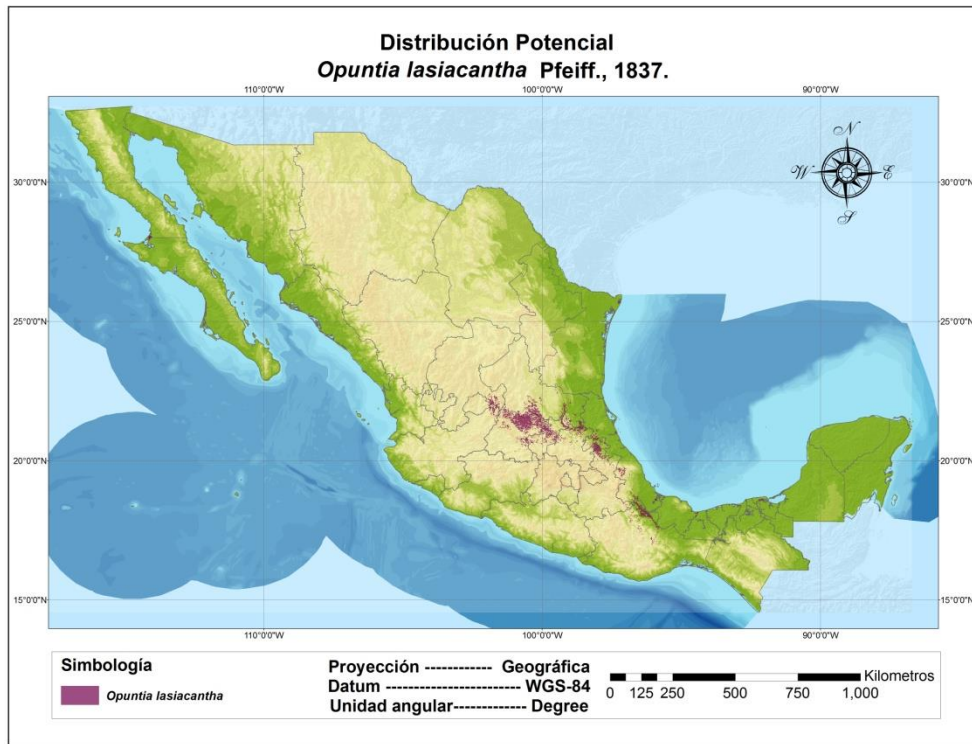 Distribución Potencial
Opuntia lasiacantha Pfeiff., 1837.
110°0'0"W 100°0'0"W 90°0'0"W
N
W E
S
30°0'0"N 30°0'0"N
25°0'0"N 25°0'0"N
20°0'0"N 20°0'0"N
15°0'0"N 15°0'0"N
110°0'0"W 100°0'0"W 90°0'0"W
Simbología
Opuntia lasiacantha
Proyección ------------ Geográfica
Datum --------------------- WGS-84
Unidad angular------------- Degree
Kilometros
0 125 250 500 750 1,000